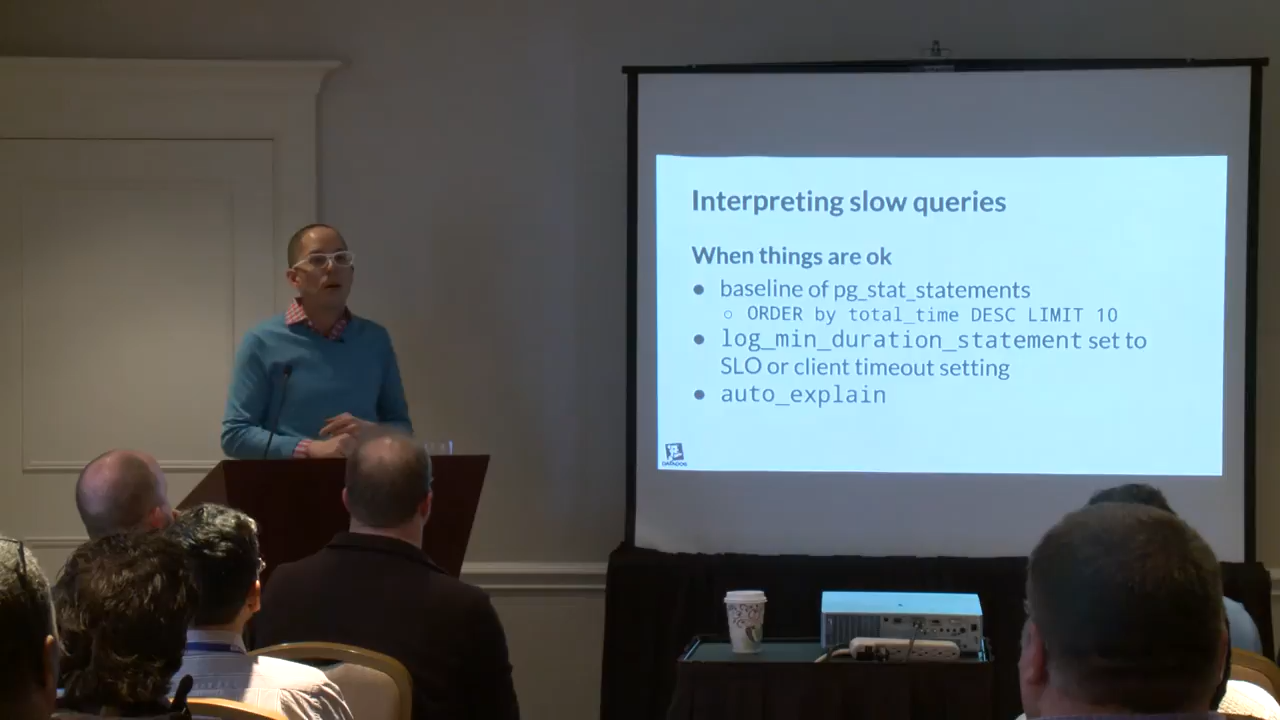 Interpreting slow queries
When things are ok
● baseline of pg_stat_statements
○ ORDER by total_time DESC LIMIT 10
● log_min_duration_statement set to
SLO or client timeout setting
● auto_explain
DATADOG